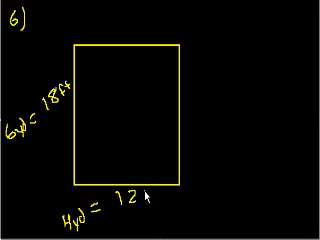 6)
6yd = 18ft
4yd = 12